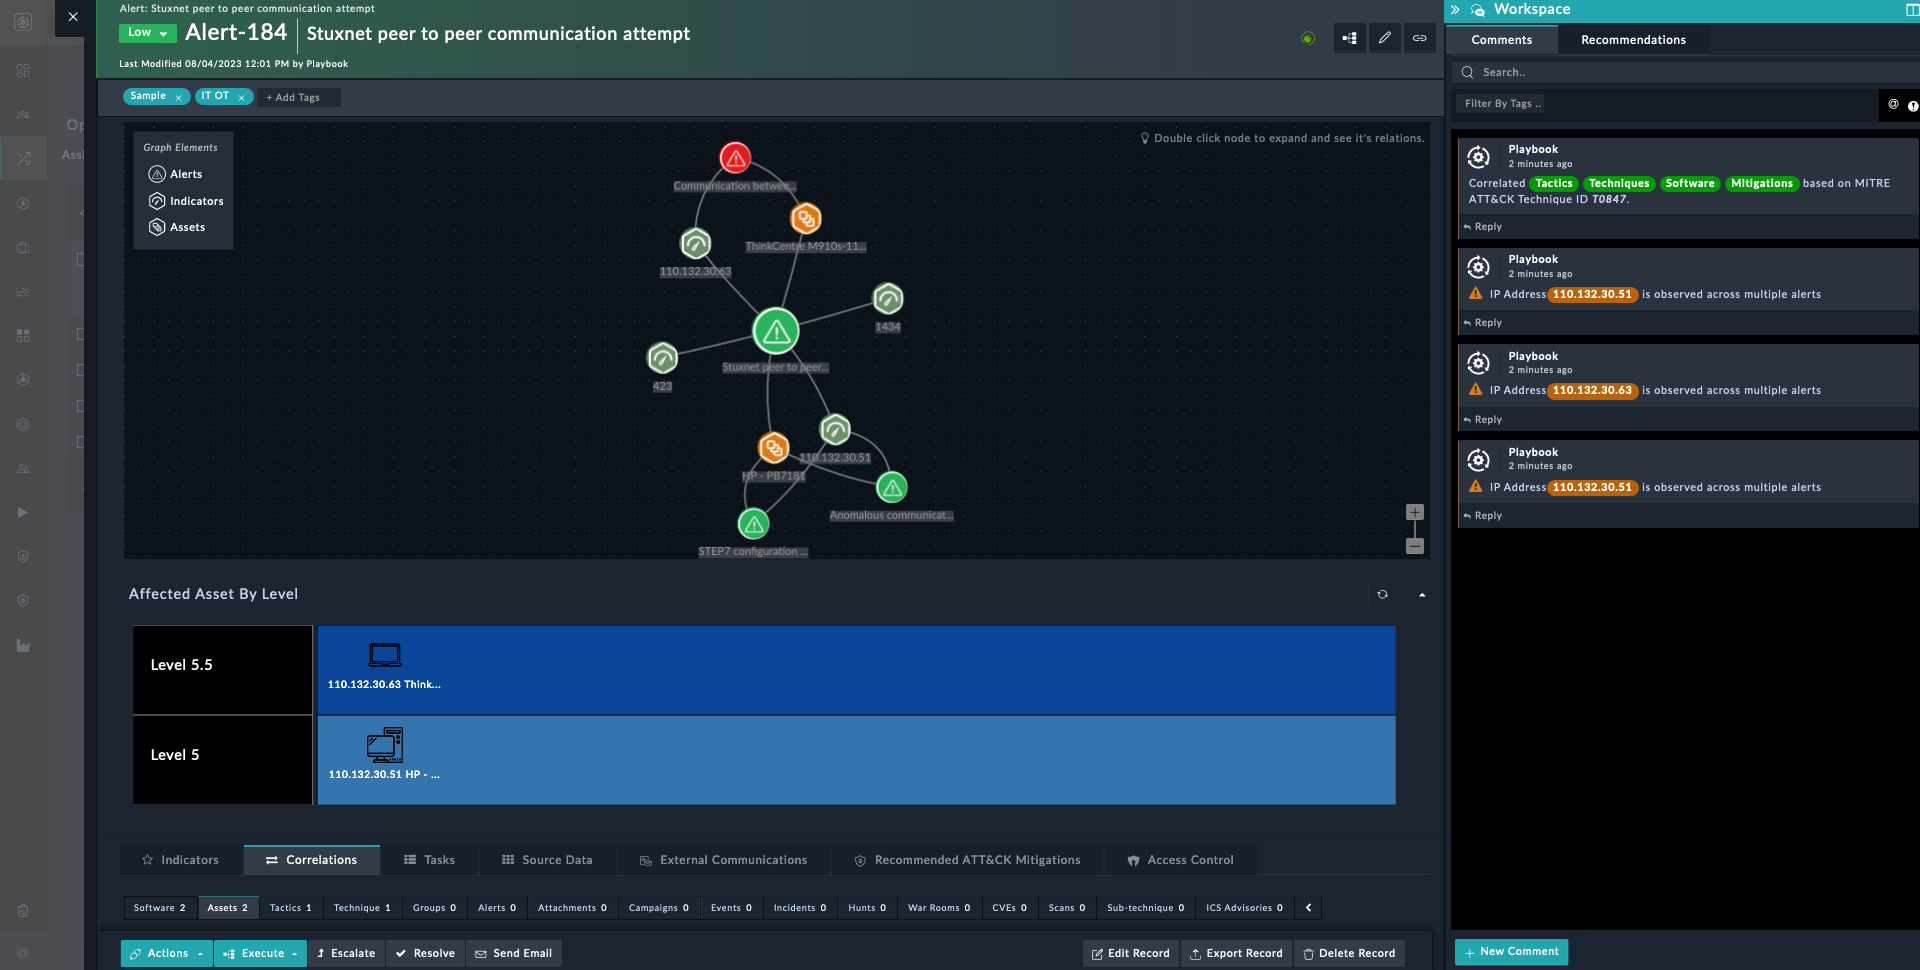 Alert: Stuxnet peer to peer communication attempt
Low
Alert-184
Stuxnet peer to peer communication attempt
Last Modified 08/04/2023 12:01 PM by Playbook
Sample ×
IT OT ×
+ Add Tags
Graph Elements
Alerts
Indicators
Assets
Double click node to expand and see it's relations.
Communication betwee...
ThinkCentre M910s-11...
110.132.30.63
1434
Stuxnet peer to peer...
423
110.132.30.51
HP - PB7181
Anomalous communicat...
STEP7 configuration ...
+
−
Affected Asset By Level
Level 5.5
110.132.30.63 Think...
Level 5
110.132.30.51 HP - ...
Indicators
Correlations
Tasks
Source Data
External Communications
Recommended ATT&CK Mitigations
Access Control
Software 2
Assets 2
Tactics 1
Technique 1
Groups 0
Alerts 0
Attachments 0
Campaigns 0
Events 0
Incidents 0
Hunts 0
War Rooms 0
CVEs 0
Scans 0
Sub-technique 0
ICS Advisories 0
Actions
Execute
Escalate
Resolve
Send Email
Edit Record
Export Record
Delete Record
Workspace
Comments
Recommendations
Search..
Filter By Tags ..
@
Playbook
2 minutes ago
Correlated Tactics Techniques Software Mitigations based on MITRE
ATT&CK Technique ID T0847.
Reply
Playbook
2 minutes ago
IP Address 110.132.30.51 is observed across multiple alerts
Reply
Playbook
2 minutes ago
IP Address 110.132.30.63 is observed across multiple alerts
Reply
Playbook
2 minutes ago
IP Address 110.132.30.51 is observed across multiple alerts
Reply
+ New Comment